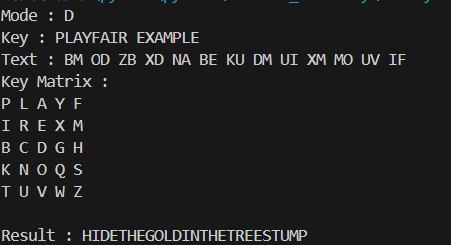 Mode : D
Key : PLAYFAIR EXAMPLE
Text : BM OD ZB XD NA BE KU DM UI XM MO UV IF
Key Matrix :
P L A Y F
I R E X M
B C D G H
K N O Q S
T U V W Z
Result : HIDETHEGOLDINTHETREESTUMP